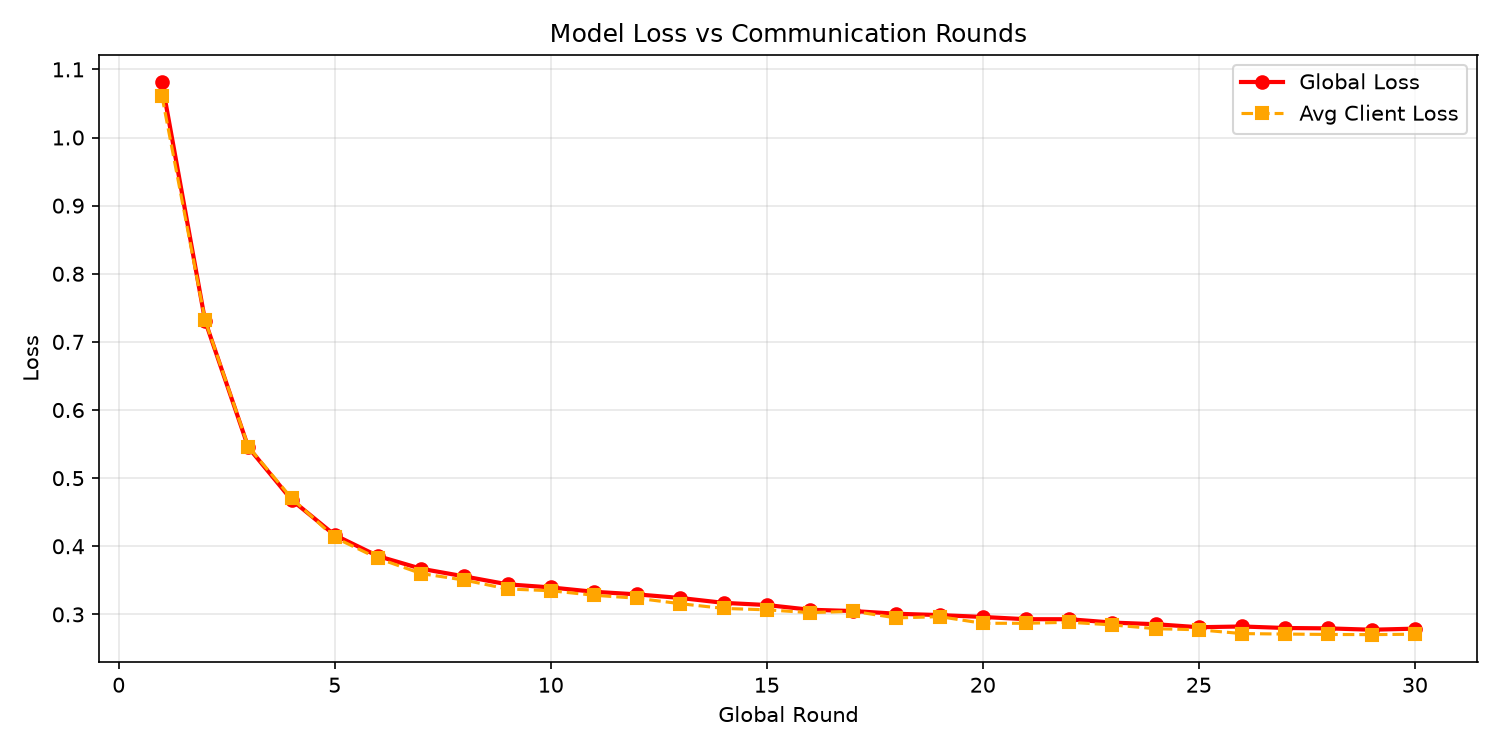 Model Loss vs Communication Rounds
Global Loss
Avg Client Loss
Loss
1.1
1.0
0.9
0.8
0.7
0.6
0.5
0.4
0.3
0 5 10 15 20 25 30
Global Round